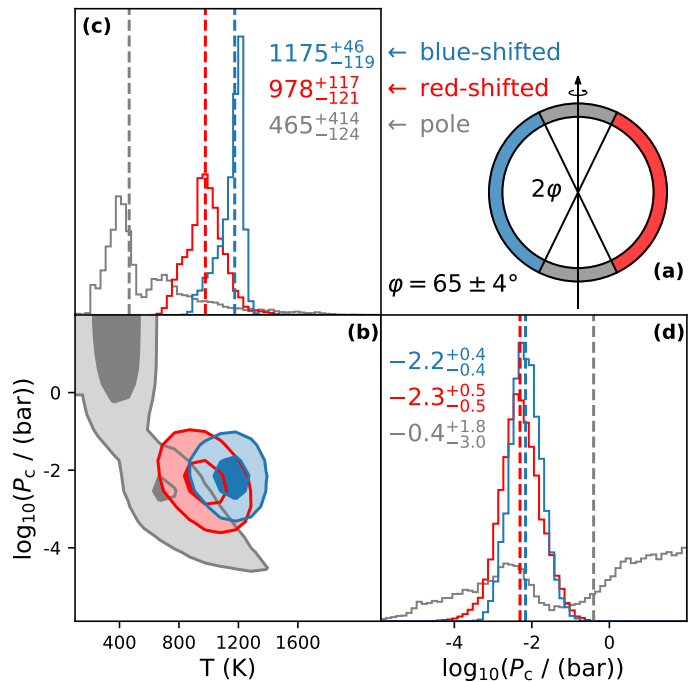 (c)
1175 +46 −119 ← blue-shifted
978 +117 −121 ← red-shifted
465 +414 −124 ← pole
2φ
(a)
φ = 65 ± 4°
(b)
(d)
−2.2 +0.4 −0.4
−2.3 +0.5 −0.5
−0.4 +1.8 −3.0
log10(Pc / (bar))
0
-2
-4
400 800 1200 1600
T (K)
-4 -2 0
log10(Pc / (bar))